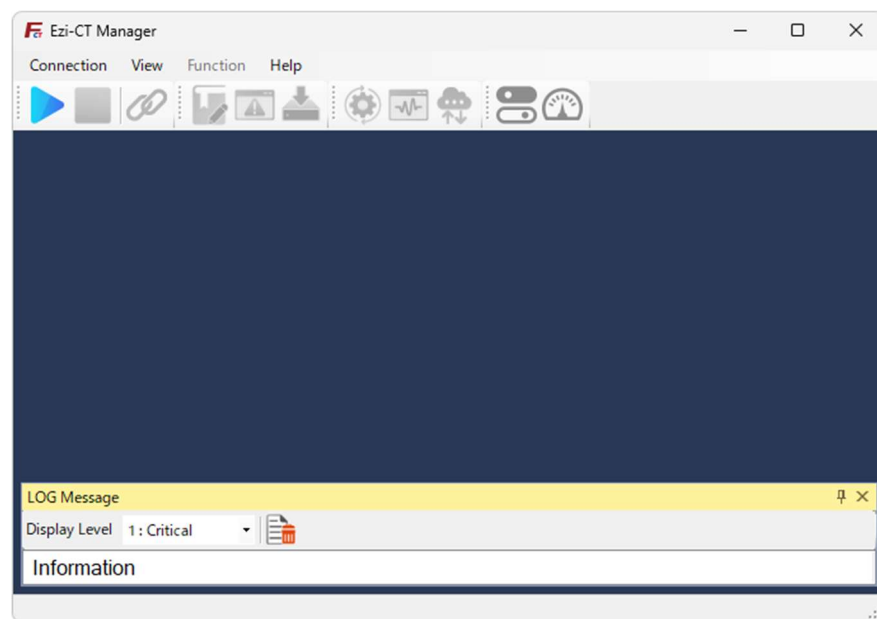 Ezi-CT Manager
Connection View Function Help
LOG Message
Display Level 1 : Critical
Information